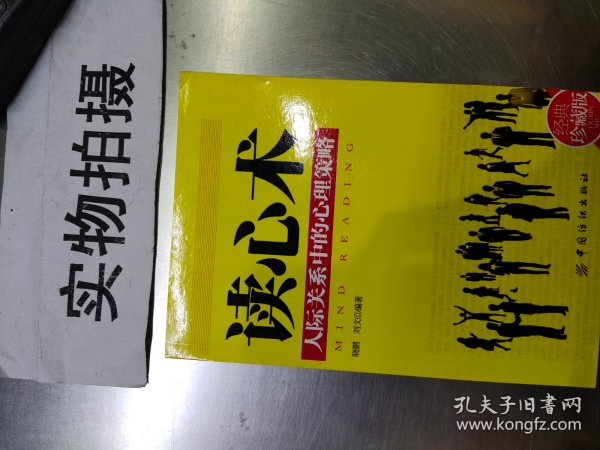 实物拍摄
经典
珍藏版
读心术
人际关系中的心理策略
MIND READING
晓鹏 刘文 编著
中国纺织出版社
孔夫子旧书网
www.kongfz.com